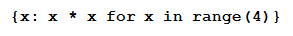 {x: x * x for x in range(4)}